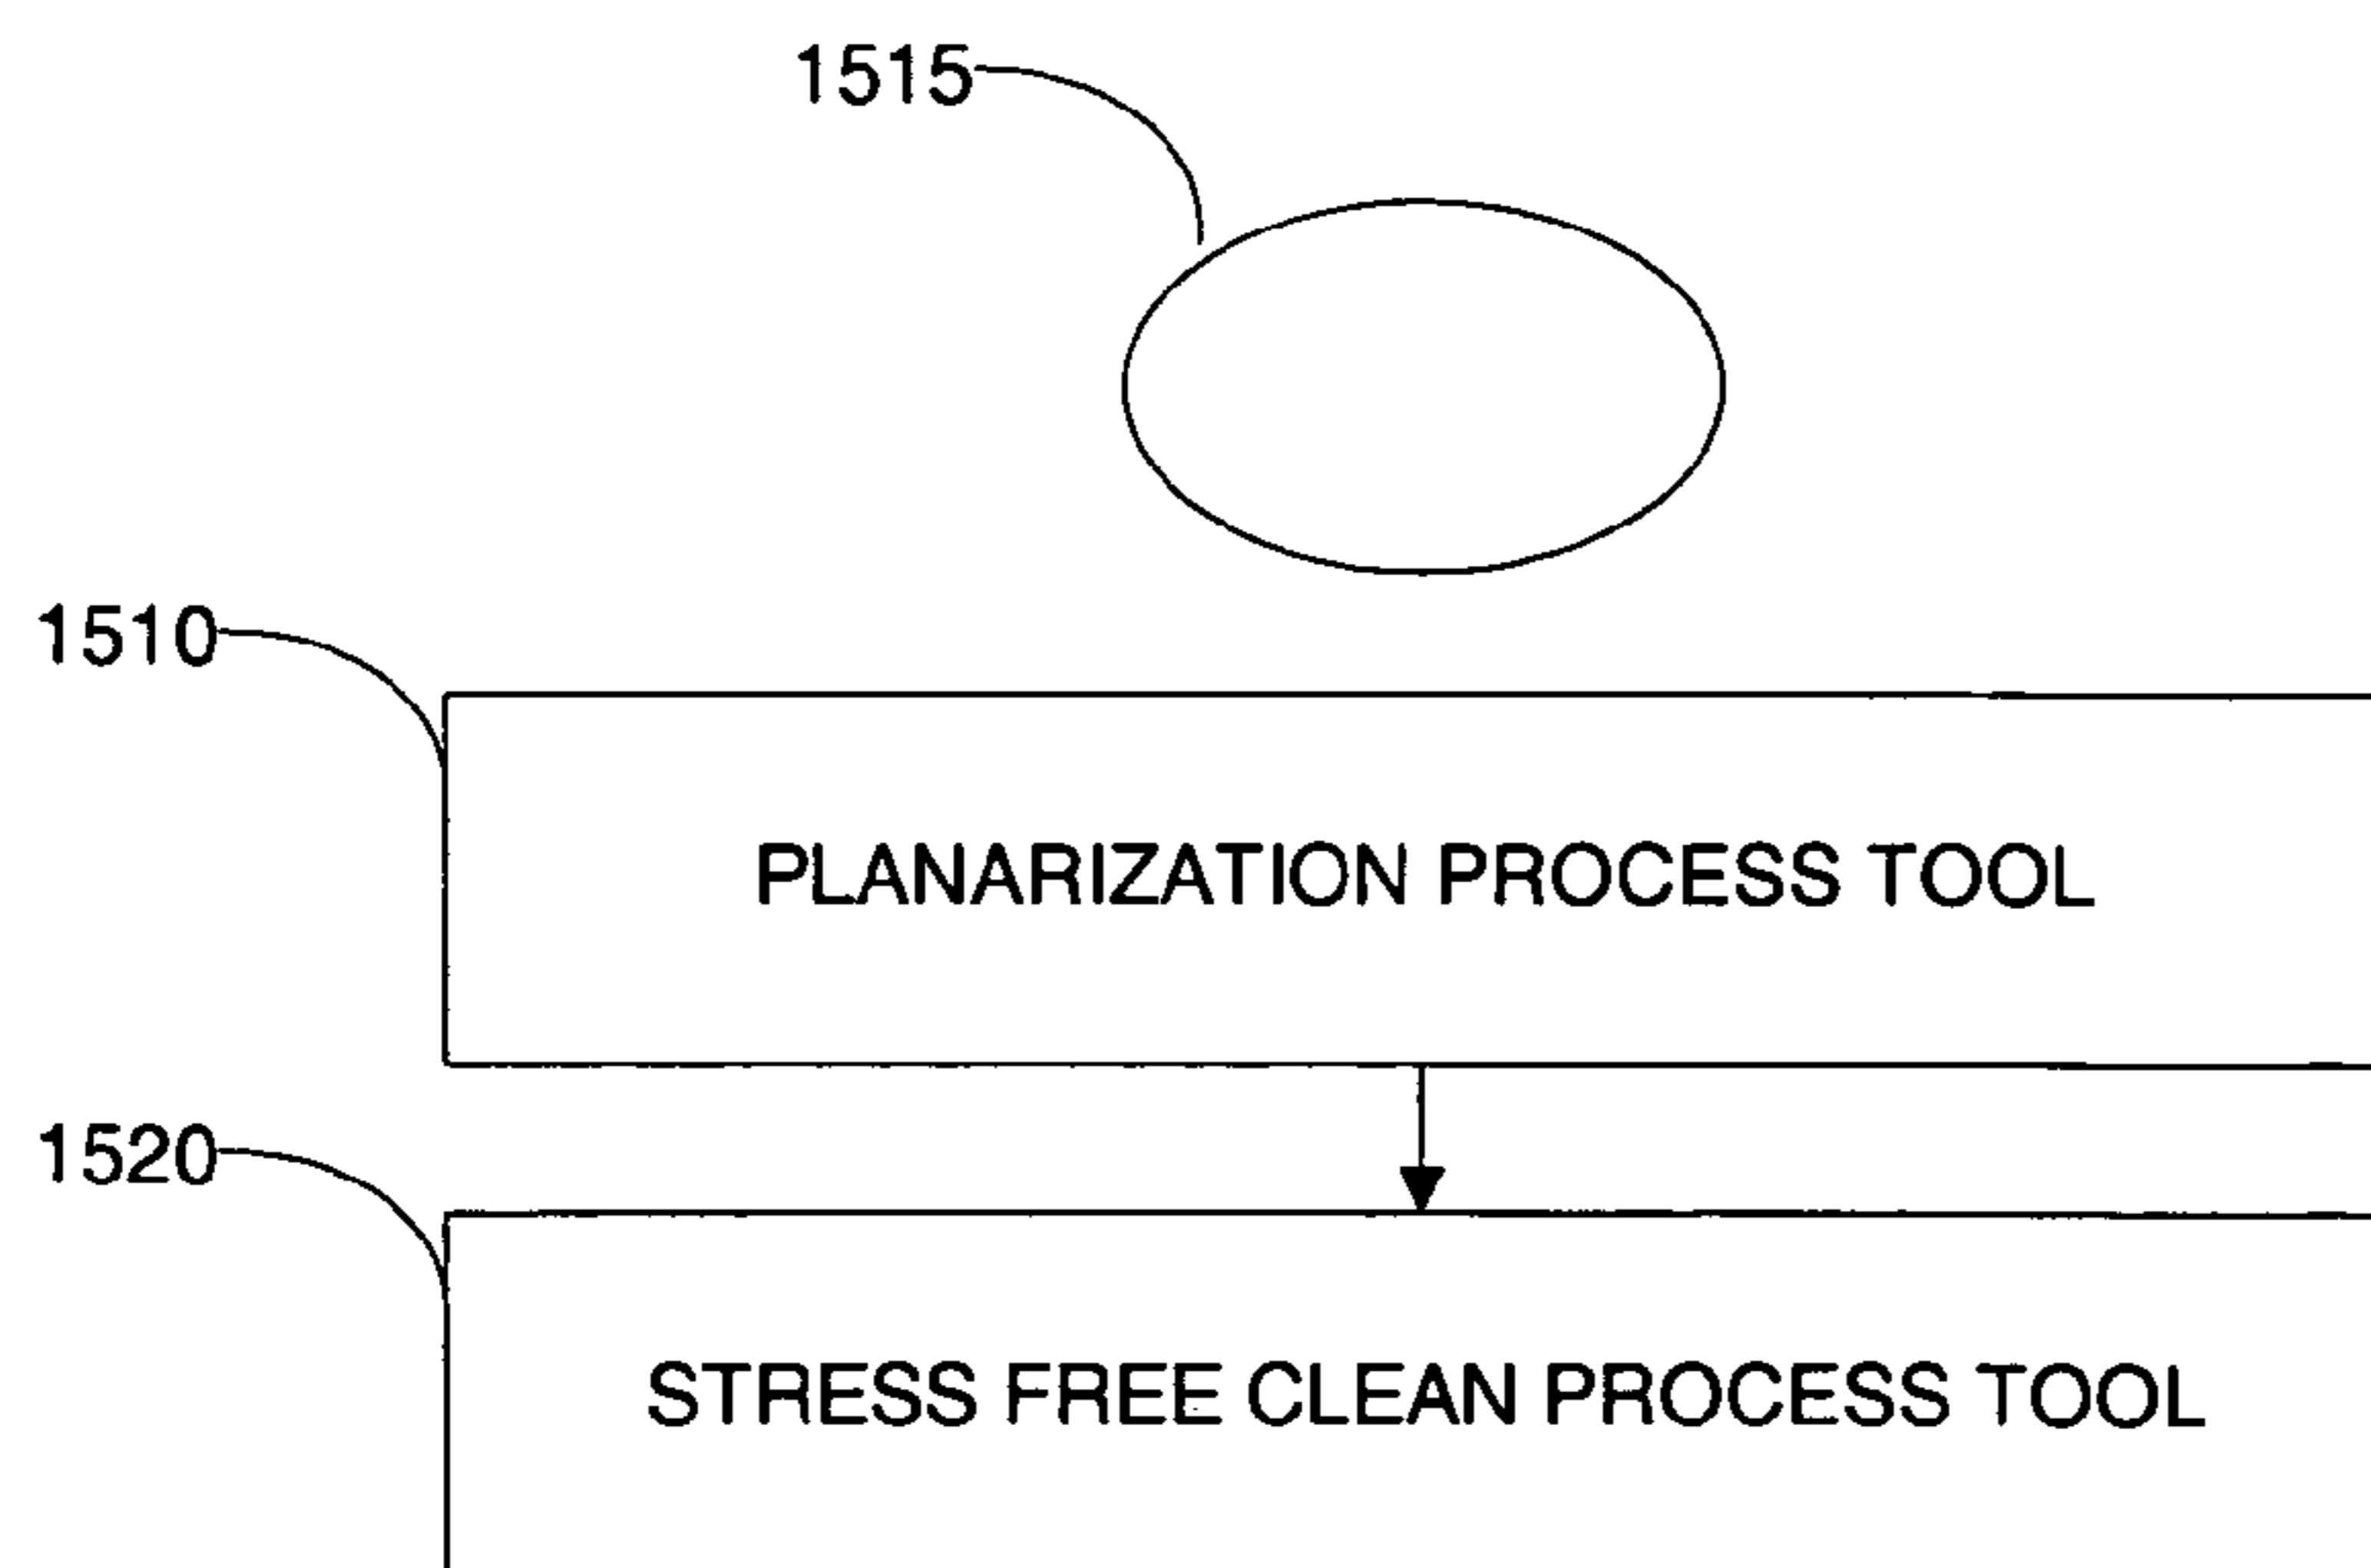 1515
1510
PLANARIZATION PROCESS TOOL
1520
STRESS FREE CLEAN PROCESS TOOL